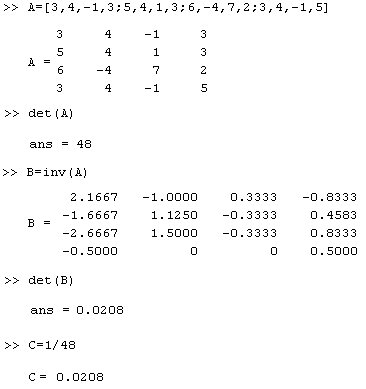 >> A=[3,4,-1,3;5,4,1,3;6,-4,7,2;3,4,-1,5]
3 4 -1 3
5 4 1 3
A =
6 -4 7 2
3 4 -1 5
>> det(A)
ans = 48
>> B=inv(A)
2.1667 -1.0000 0.3333 -0.8333
-1.6667 1.1250 -0.3333 0.4583
B =
-2.6667 1.5000 -0.3333 0.8333
-0.5000 0 0 0.5000
>> det(B)
ans = 0.0208
>> C=1/48
C = 0.0208